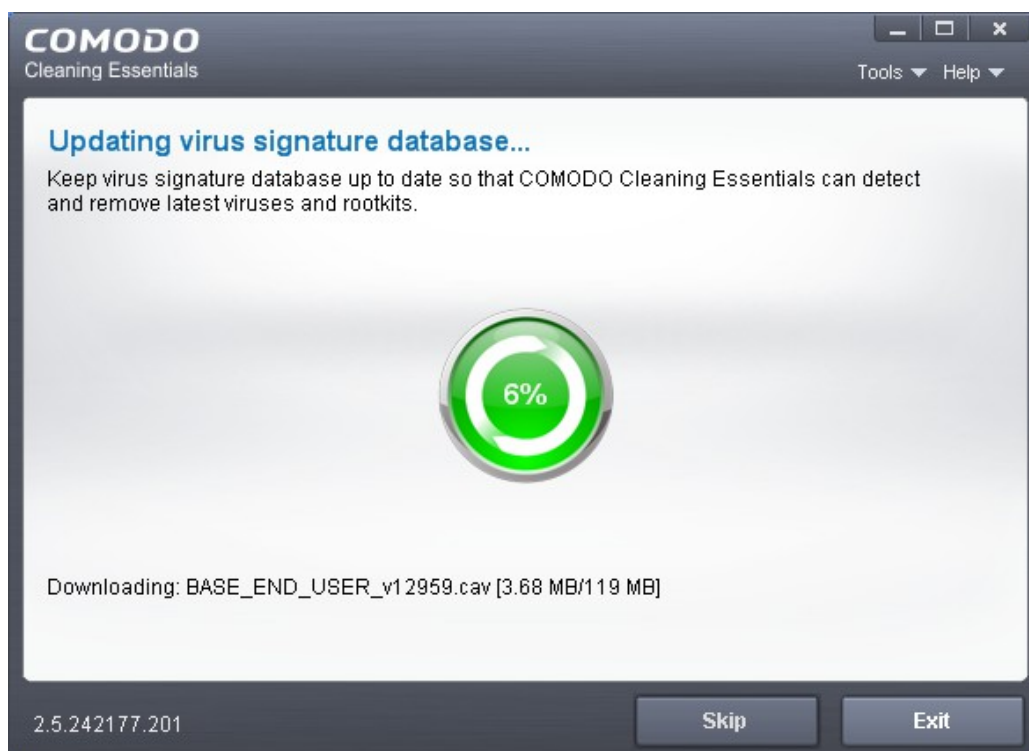 COMODO
Cleaning Essentials
Tools Help
Updating virus signature database...
Keep virus signature database up to date so that COMODO Cleaning Essentials can detect
and remove latest viruses and rootkits.
6%
Downloading: BASE_END_USER_v12959.cav [3.68 MB/119 MB]
2.5.242177.201
Skip
Exit